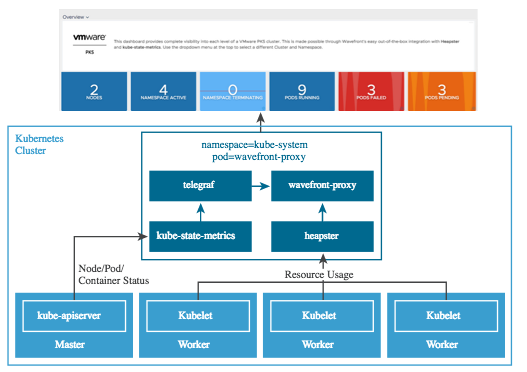 Overview
vmware
PKS
This dashboard provides complete visibility into each level of a VMware PKS cluster. This is made possible through Wavefront's easy out-of-the-box integration with Heapster
and kube-state-metrics. Use the dropdown menu at the top to select a different Cluster and Namespace.
2 4 0 9 3 3
NODES NAMESPACE ACTIVE NAMESPACE TERMINATING PODS RUNNING PODS FAILED PODS PENDING
Kubernetes
Cluster
namespace=kube-system
pod=wavefront-proxy
telegraf wavefront-proxy
kube-state-metrics heapster
Node/Pod/
Container Status
Resource Usage
kube-apiserver Kubelet Kubelet Kubelet
Master Worker Worker Worker